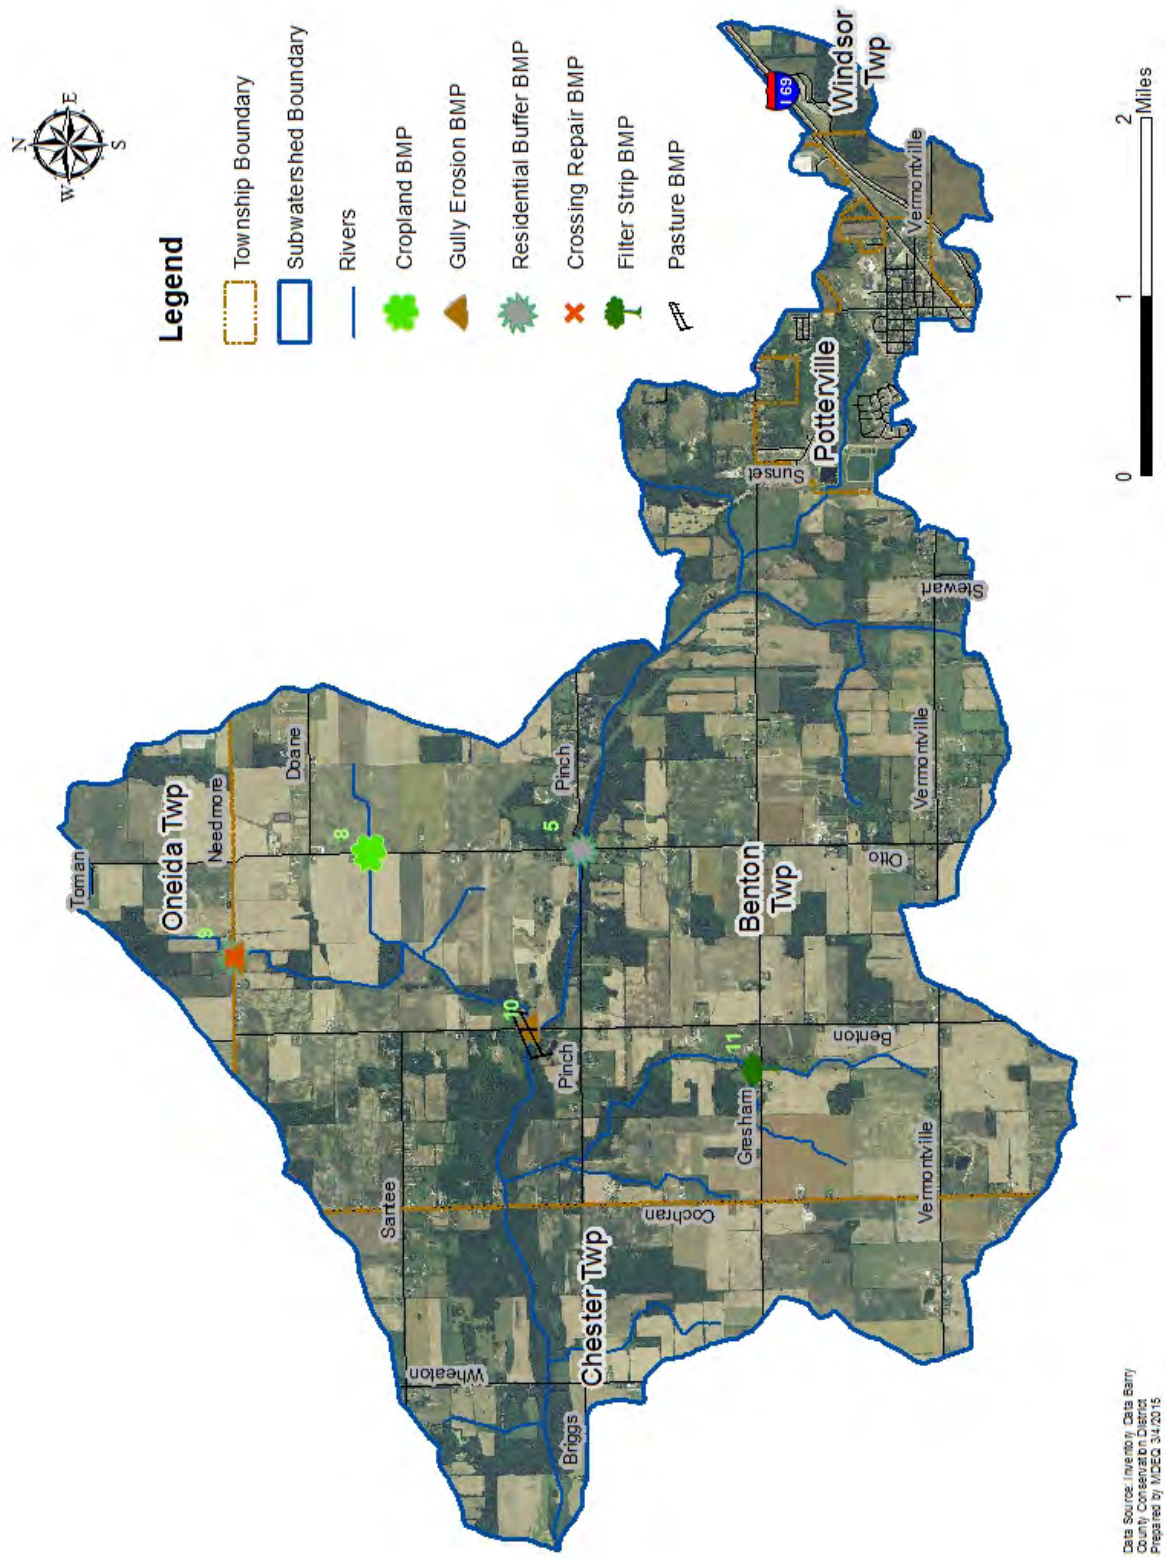 N
W
E
S
Legend
Township Boundary
Subwatershed Boundary
Rivers
Cropland BMP
Gully Erosion BMP
Residential Buffer BMP
Crossing Repair BMP
Filter Strip BMP
Pasture BMP
Toman
Oneida Twp
Needmore
9
Doane
8
Sartee
10
Pinch
5
Pinch
Wheaton
Briggs
Chester Twp
Cochran
Gresham
11
Benton
Benton
Twp
Otto
Vermontville
Vermontville
Stewart
Sunset
Potterville
Vermontville
I 69
Windsor
Twp
0
1
2
Miles
Data Source: Inventory Data Barry
County Conservation District
Prepared by MDEQ 3/4/2015